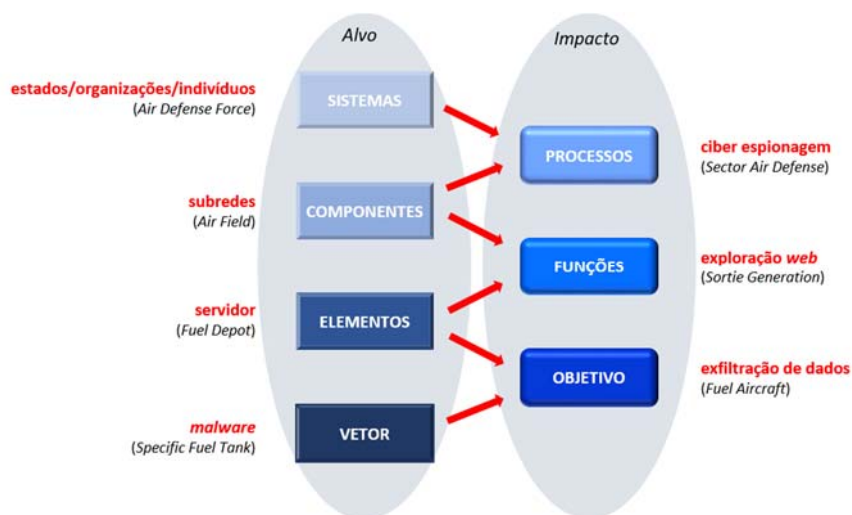 Alvo
Impacto
estados/organizações/indivíduos
(Air Defense Force)
SISTEMAS
PROCESSOS
ciber espionagem
(Sector Air Defense)
subredes
(Air Field)
COMPONENTES
FUNÇÕES
exploração web
(Sortie Generation)
servidor
(Fuel Depot)
ELEMENTOS
OBJETIVO
exfiltração de dados
(Fuel Aircraft)
malware
(Specific Fuel Tank)
VETOR